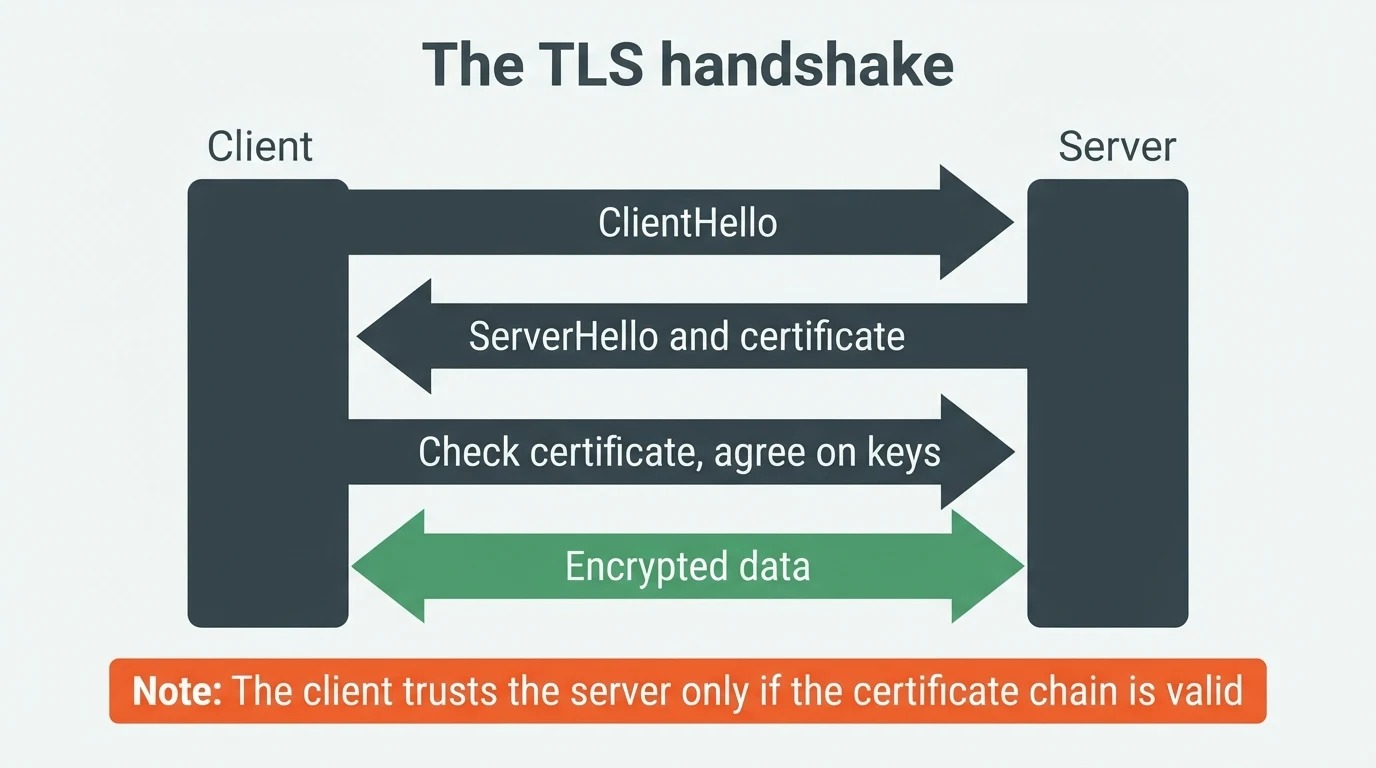 The TLS handshake
Client
Server
ClientHello
ServerHello and certificate
Check certificate, agree on keys
Encrypted data
Note: The client trusts the server only if the certificate chain is valid